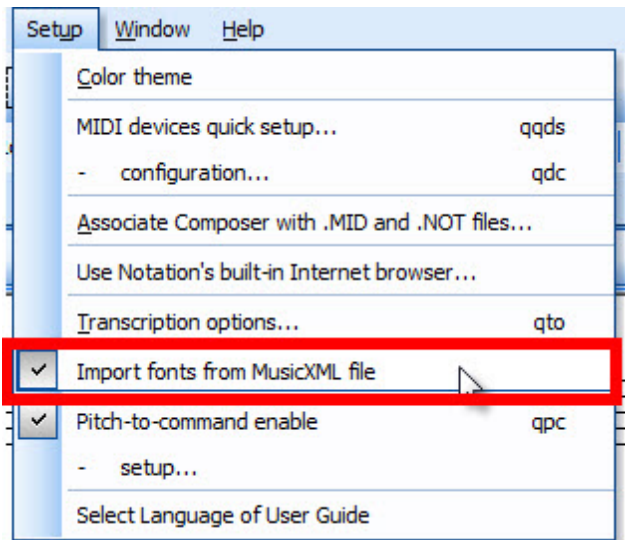 Setup Window Help
Color theme
MIDI devices quick setup... qqds
- configuration... qdc
Associate Composer with .MID and .NOT files...
Use Notation's built-in Internet browser...
Transcription options... qto
Import fonts from MusicXML file
Pitch-to-command enable qpc
- setup...
Select Language of User Guide